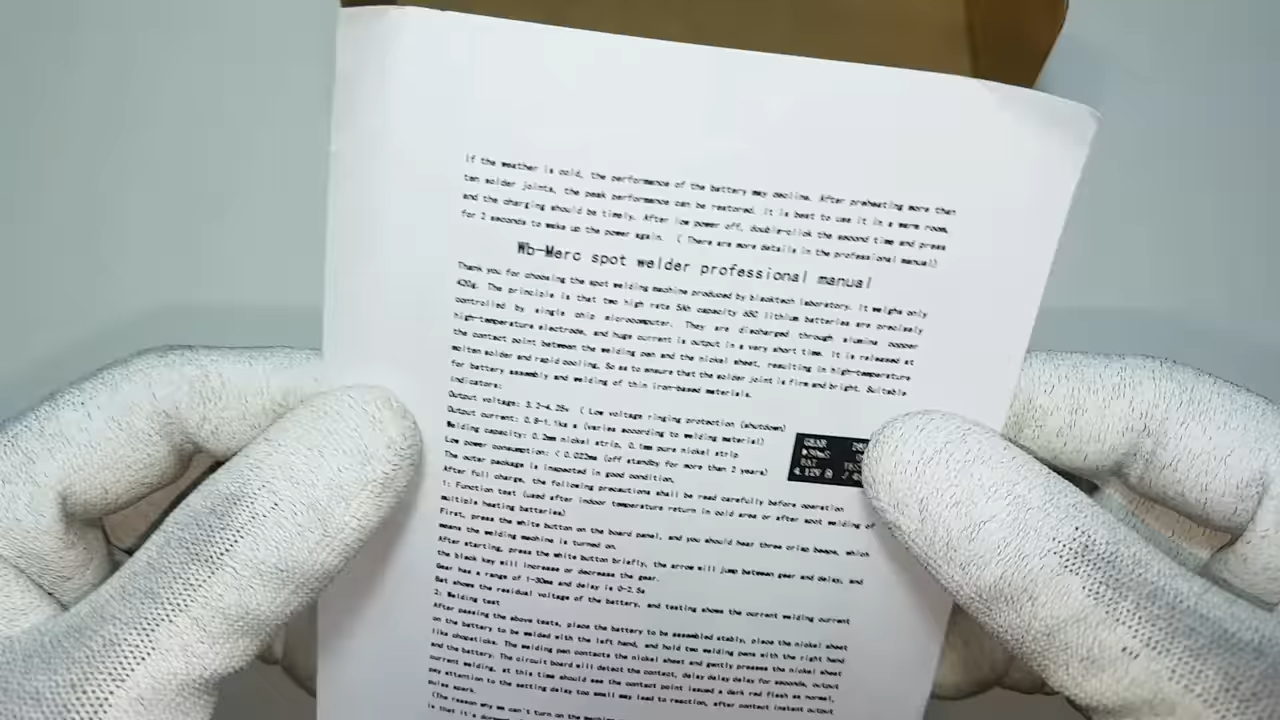 If the weather is cold, the performance of the battery may decline. After preheating more than
ten solder joints, the peak performance can be restored. It is best to use it in a warm room,
and the charging should be timely. After low power off, double-click the second time and press
for 2 seconds to wake up the power again. ( There are more details in the professional manual)
Wb-Merc spot welder professional manual
Thank you for choosing the spot welding machine produced by blacktech laboratory. It weighs only
420g. The principle is that two high rate 5Ah capacity 65C lithium batteries are precisely
controlled by single chip microcomputer. They are discharged through alumina copper
high-temperature electrode, and huge current is output in a very short time. It is released at
the contact point between the welding pen and the nickel sheet, resulting in high-temperature
molten solder and rapid cooling. So as to ensure that the solder joint is firm and bright. Suitable
for battery assembly and welding of thin iron-based materials.
Indicators:
Output voltage: 3.2-4.25v ( Low voltage ringing protection (shutdown)
Output current: 0.8-1.1ka (varies according to welding material)
Welding capacity: 0.2mm nickel strip, 0.1mm pure nickel strip
Low power consumption: < 0.022ma (off standby for more than 2 years)
GEAR
30mS
BAT
4.12V
The outer package is inspected in good condition,
After full charge, the following precautions shall be read carefully before operation
1: Function test (used after indoor temperature return in cold area or after spot welding of
multiple heating batteries)
First, press the white button on the board panel, and you should hear three crisp beeps, which
means the welding machine is turned on.
After starting, press the white button briefly, the arrow will jump between gear and delay, and
the black key will increase or decrease the gear.
Gear has a range of 1-30ms and delay is 0-2.5s
Bat shows the residual voltage of the battery, and testing shows the current welding current
2: Welding test
After passing the above tests, place the battery to be assembled stably, place the nickel sheet
on the battery to be welded with the left hand, and hold two welding pens with the right hand
like chopsticks. The welding pen contacts the nickel sheet and gently presses the nickel sheet
and the battery. The circuit board will detect the contact, delay delay delay for seconds, output
current welding, at this time should see the contact point issued a dark red flash as normal,
pay attention to the setting delay too small may lead to reaction, after contact instant output
pulse spark.
(The reason why we can't turn on the
is that it's